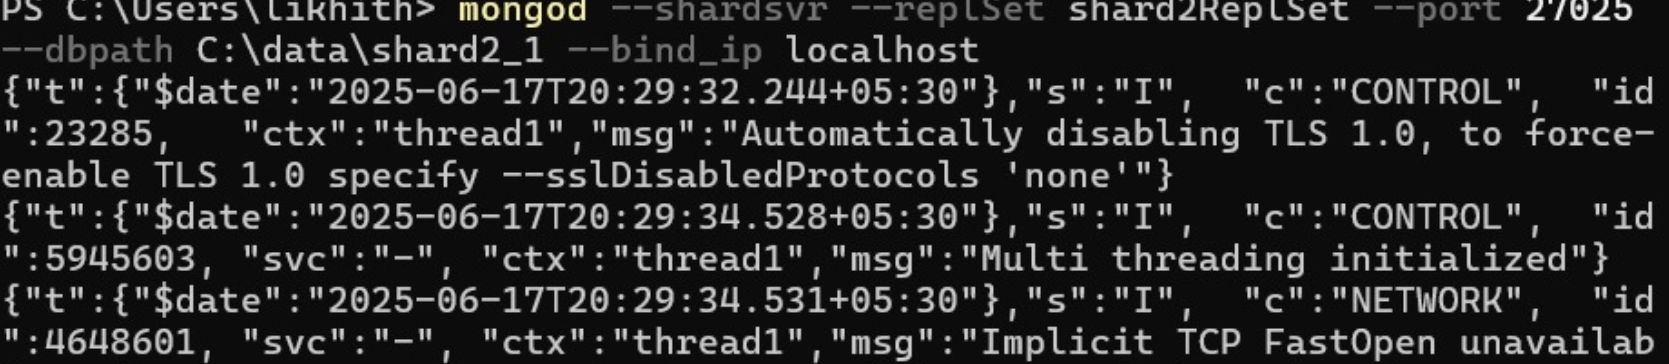 PS C:\Users\likhith> mongod --shardsvr --replSet shard2ReplSet --port 27025
--dbpath C:\data\shard2_1 --bind_ip localhost
{"t":{"$date":"2025-06-17T20:29:32.244+05:30"},"s":"I",  "c":"CONTROL",  "id
":23285,   "ctx":"thread1","msg":"Automatically disabling TLS 1.0, to force-
enable TLS 1.0 specify --sslDisabledProtocols 'none'"}
{"t":{"$date":"2025-06-17T20:29:34.528+05:30"},"s":"I",  "c":"CONTROL",  "id
":5945603, "svc":"-", "ctx":"thread1","msg":"Multi threading initialized"}
{"t":{"$date":"2025-06-17T20:29:34.531+05:30"},"s":"I",  "c":"NETWORK",  "id
":4648601, "svc":"-", "ctx":"thread1","msg":"Implicit TCP FastOpen unavailab